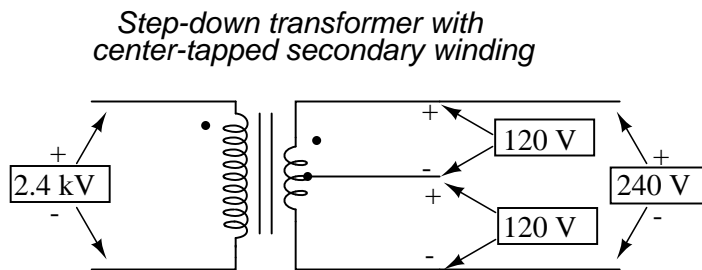 Step-down transformer with
center-tapped secondary winding
+
2.4 kV
-
+
120 V
-
+
120 V
-
+
240 V
-